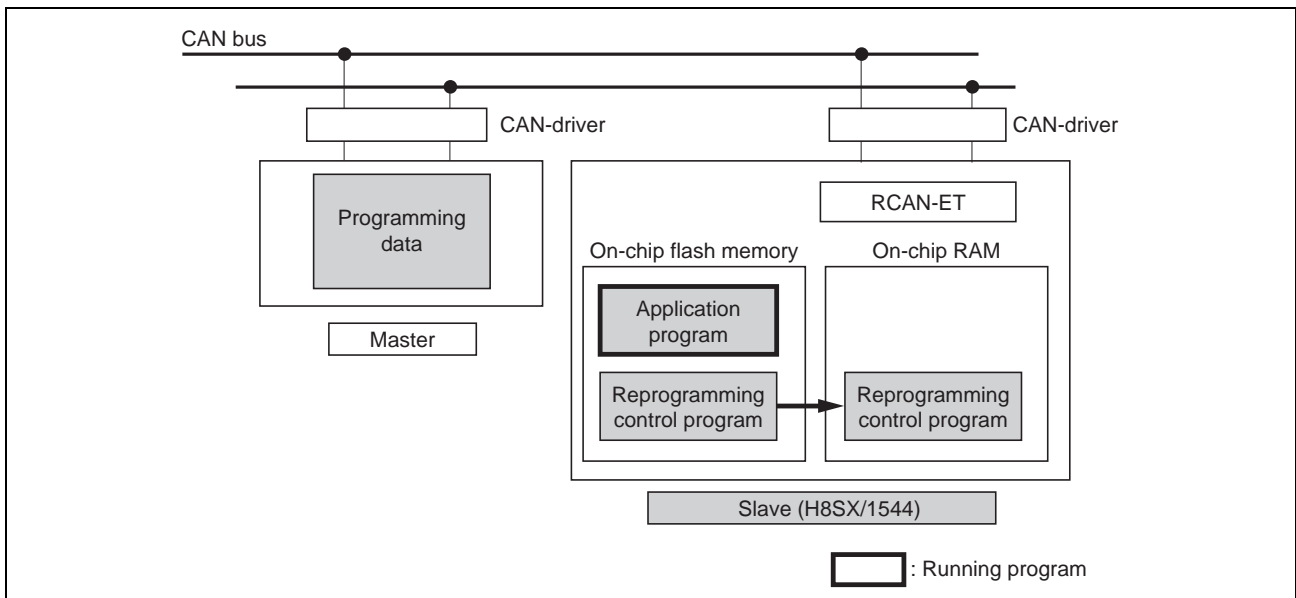 CAN bus
CAN-driver
CAN-driver
Programming
data
Master
RCAN-ET
On-chip flash memory
On-chip RAM
Application
program
Reprogramming
control program
Reprogramming
control program
Slave (H8SX/1544)
: Running program